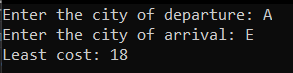 Enter the city of departure: A
Enter the city of arrival: E
Least cost: 18